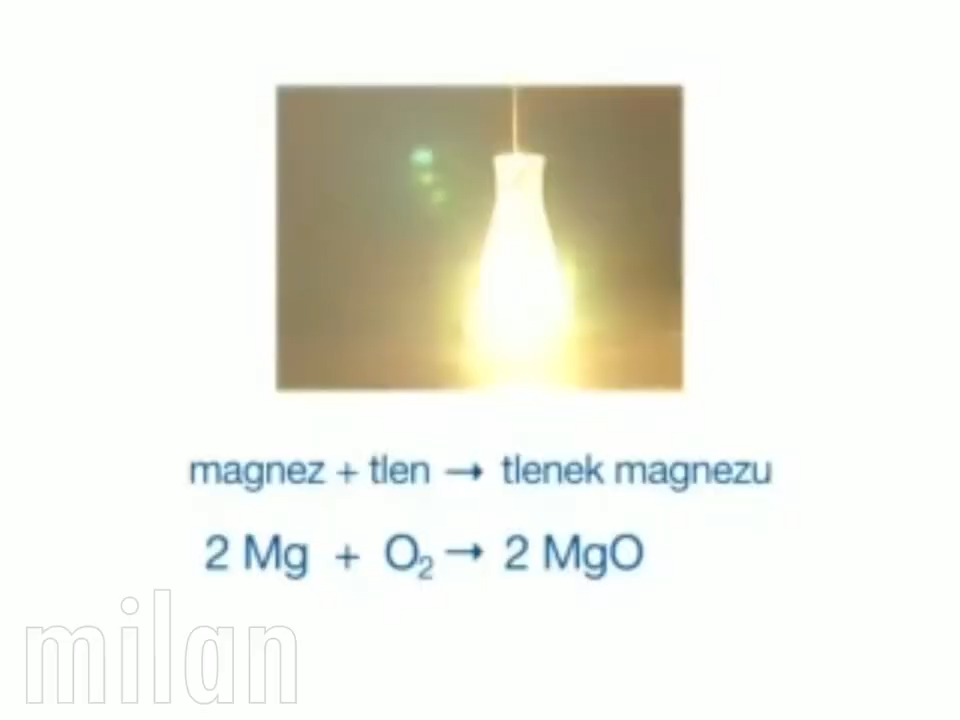 magnez + tlen → tlenek magnezu
2 Mg + O₂ → 2 MgO
milan